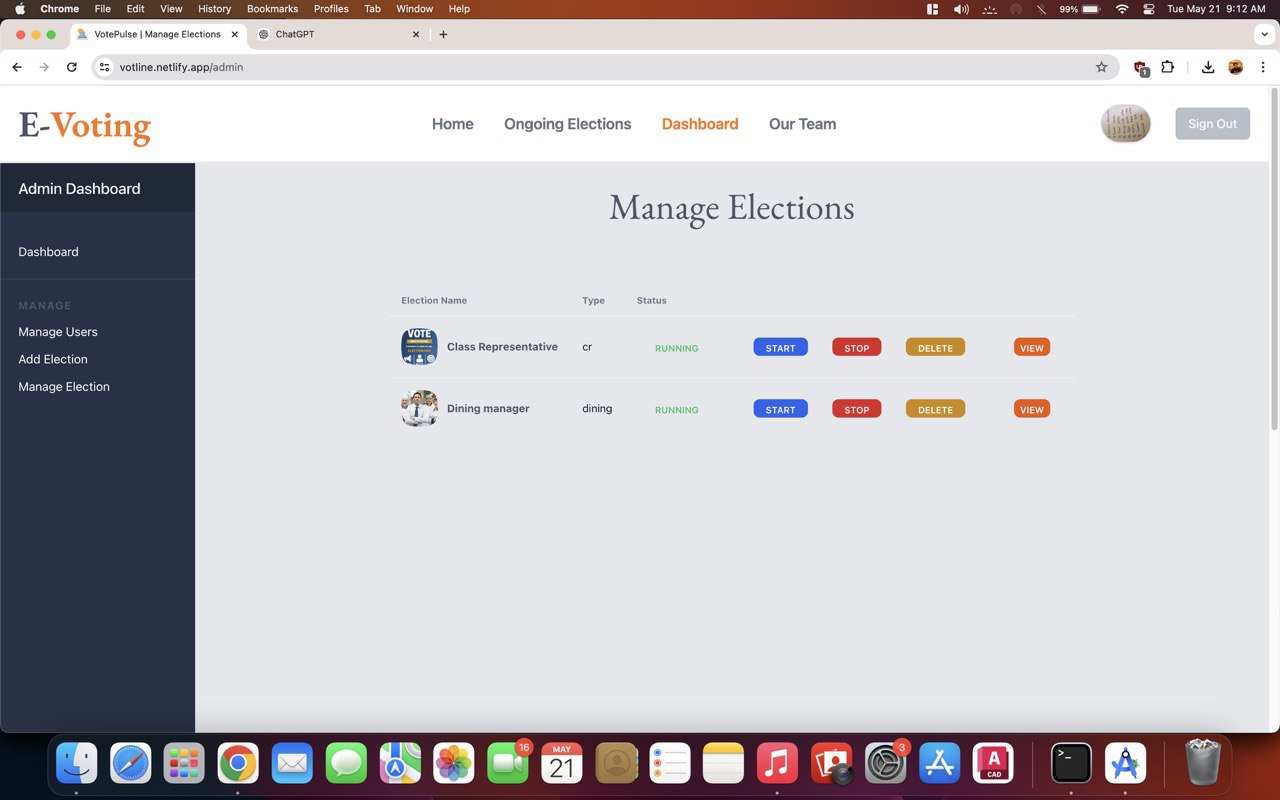 Chrome File Edit View History Bookmarks Profiles Tab Window Help 99% Tue May 21 9:12 AM
VotePulse | Manage Elections ChatGPT
votline.netlify.app/admin 1
E-Voting Home Ongoing Elections Dashboard Our Team Sign Out
Admin Dashboard
Manage Elections
Dashboard
MANAGE
Manage Users
Add Election
Manage Election
Election Name Type Status
VOTE
Class Representative cr RUNNING START STOP DELETE VIEW
Dining manager dining RUNNING START STOP DELETE VIEW
16 MAY 21 3 A CAD >_